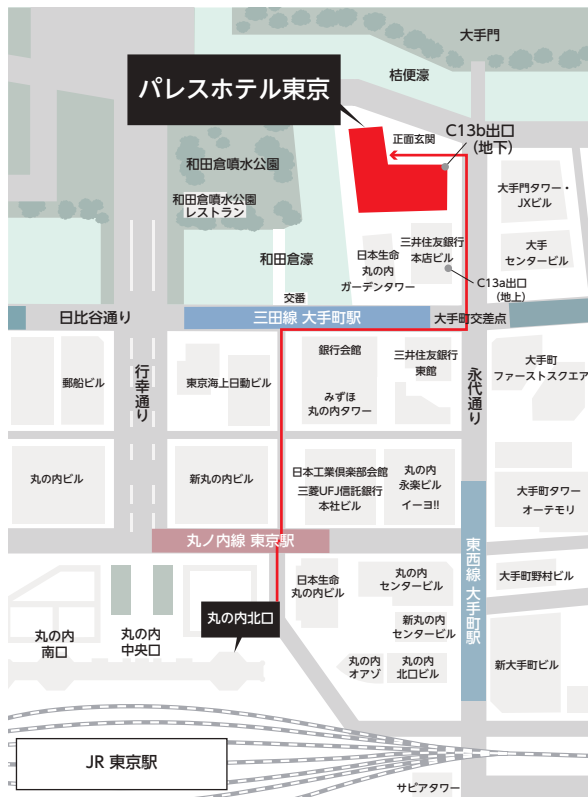 大手門
桔便濠
パレスホテル東京
正面玄関
C13b出口
(地下)
和田倉噴水公園
和田倉噴水公園
レストラン
大手門タワー・
JXビル
三井住友銀行
本店ビル
大手
センタービル
和田倉濠
日本生命
丸の内
ガーデンタワー
C13a出口
(地上)
交番
日比谷通り
三田線 大手町駅
大手町交差点
行幸通り
永代通り
郵船ビル
東京海上日動ビル
銀行会館
みずほ
丸の内タワー
三井住友銀行
東館
大手町
ファーストスクエア
丸の内ビル
新丸の内ビル
日本工業倶楽部会館
三菱UFJ信託銀行
本社ビル
丸の内
永楽ビル
イーヨ!!
大手町タワー
オーテモリ
丸ノ内線 東京駅
東西線 大手町駅
日本生命
丸の内ビル
丸の内
センタービル
大手町野村ビル
丸の内北口
新丸の内
センタービル
丸の内
南口
丸の内
中央口
丸の内
オアゾ
丸の内
北口ビル
新大手町ビル
JR 東京駅
サピアタワー